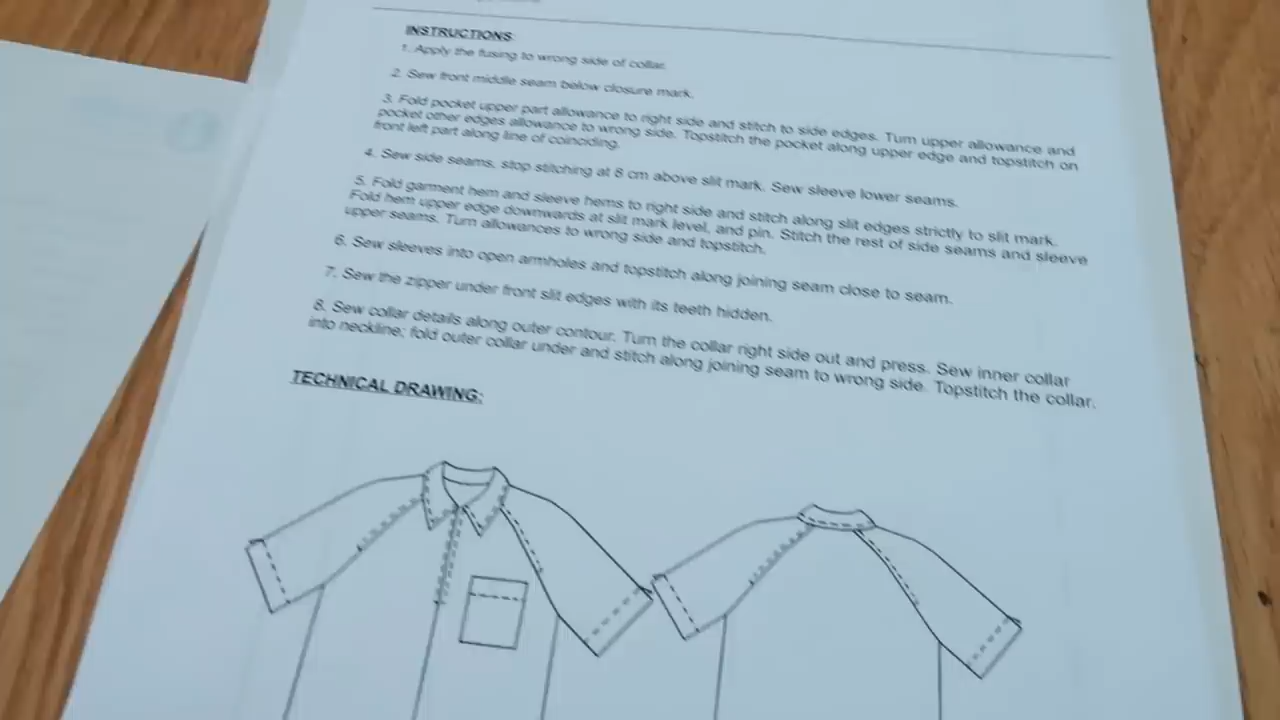 INSTRUCTIONS:
1. Apply the fusing to wrong side of collar.
2. Sew front middle seam below closure mark.
3. Fold pocket upper part allowance to right side and stitch to side edges. Turn upper allowance and
pocket other edges allowance to wrong side. Topstitch the pocket along upper edge and topstitch on
front left part along line of coinciding.
4. Sew side seams, stop stitching at 8 cm above slit mark. Sew sleeve lower seams.
5. Fold garment hem and sleeve hems to right side and stitch along slit edges strictly to slit mark.
Fold hem upper edge downwards at slit mark level, and pin. Stitch the rest of side seams and sleeve
upper seams. Turn allowances to wrong side and topstitch.
6. Sew sleeves into open armholes and topstitch along joining seam close to seam.
7. Sew the zipper under front slit edges with its teeth hidden.
8. Sew collar details along outer contour. Turn the collar right side out and press. Sew inner collar
into neckline; fold outer collar under and stitch along joining seam to wrong side. Topstitch the collar.
TECHNICAL DRAWING: